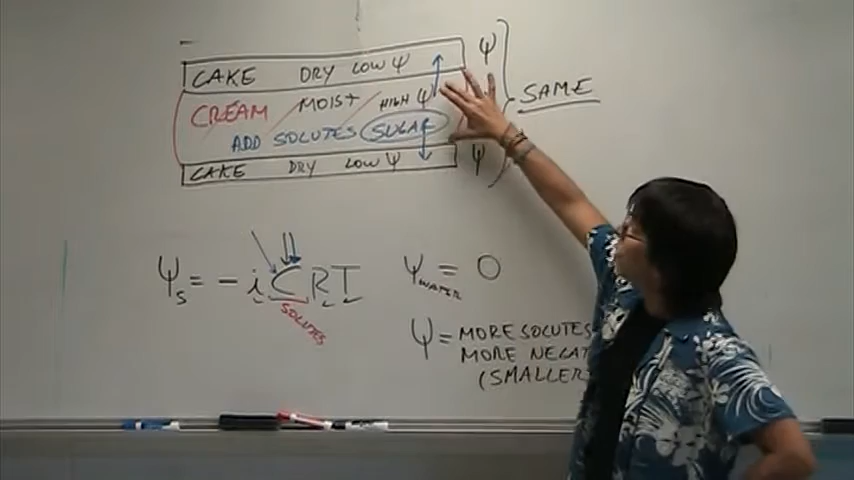 CAKE DRY LOW Ψ Ψ
CREAM MOIST HIGH Ψ
SAME
ADD SOLUTES SUGAR
CAKE DRY LOW Ψ Ψ
Ψs = - i C R T
SOLUTES
ΨWATER = 0
Ψ = MORE SOLUTES
MORE NEGAT
(SMALLER